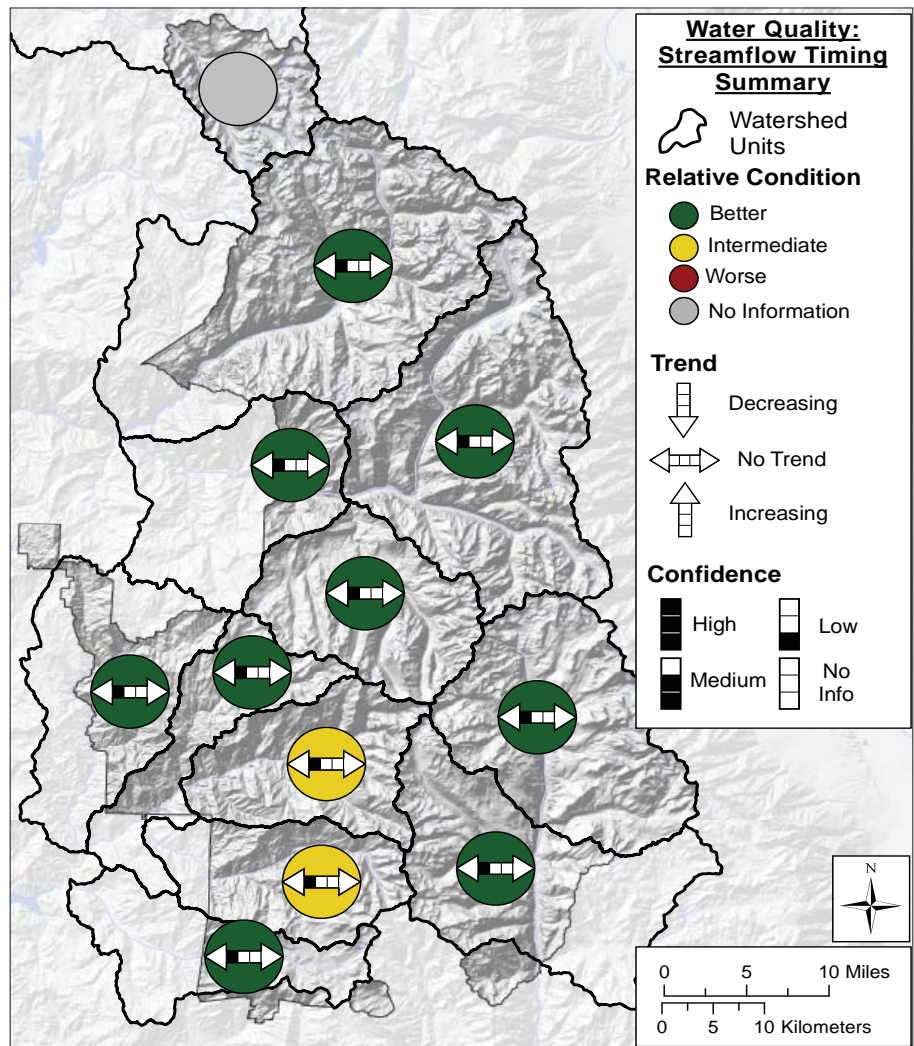 Water Quality:
Streamflow Timing
Summary
Watershed
Units
Relative Condition
Better
Intermediate
Worse
No Information
Trend
Decreasing
No Trend
Increasing
Confidence
High
Low
Medium
No
Info
N
0 5 10 Miles
0 5 10 Kilometers